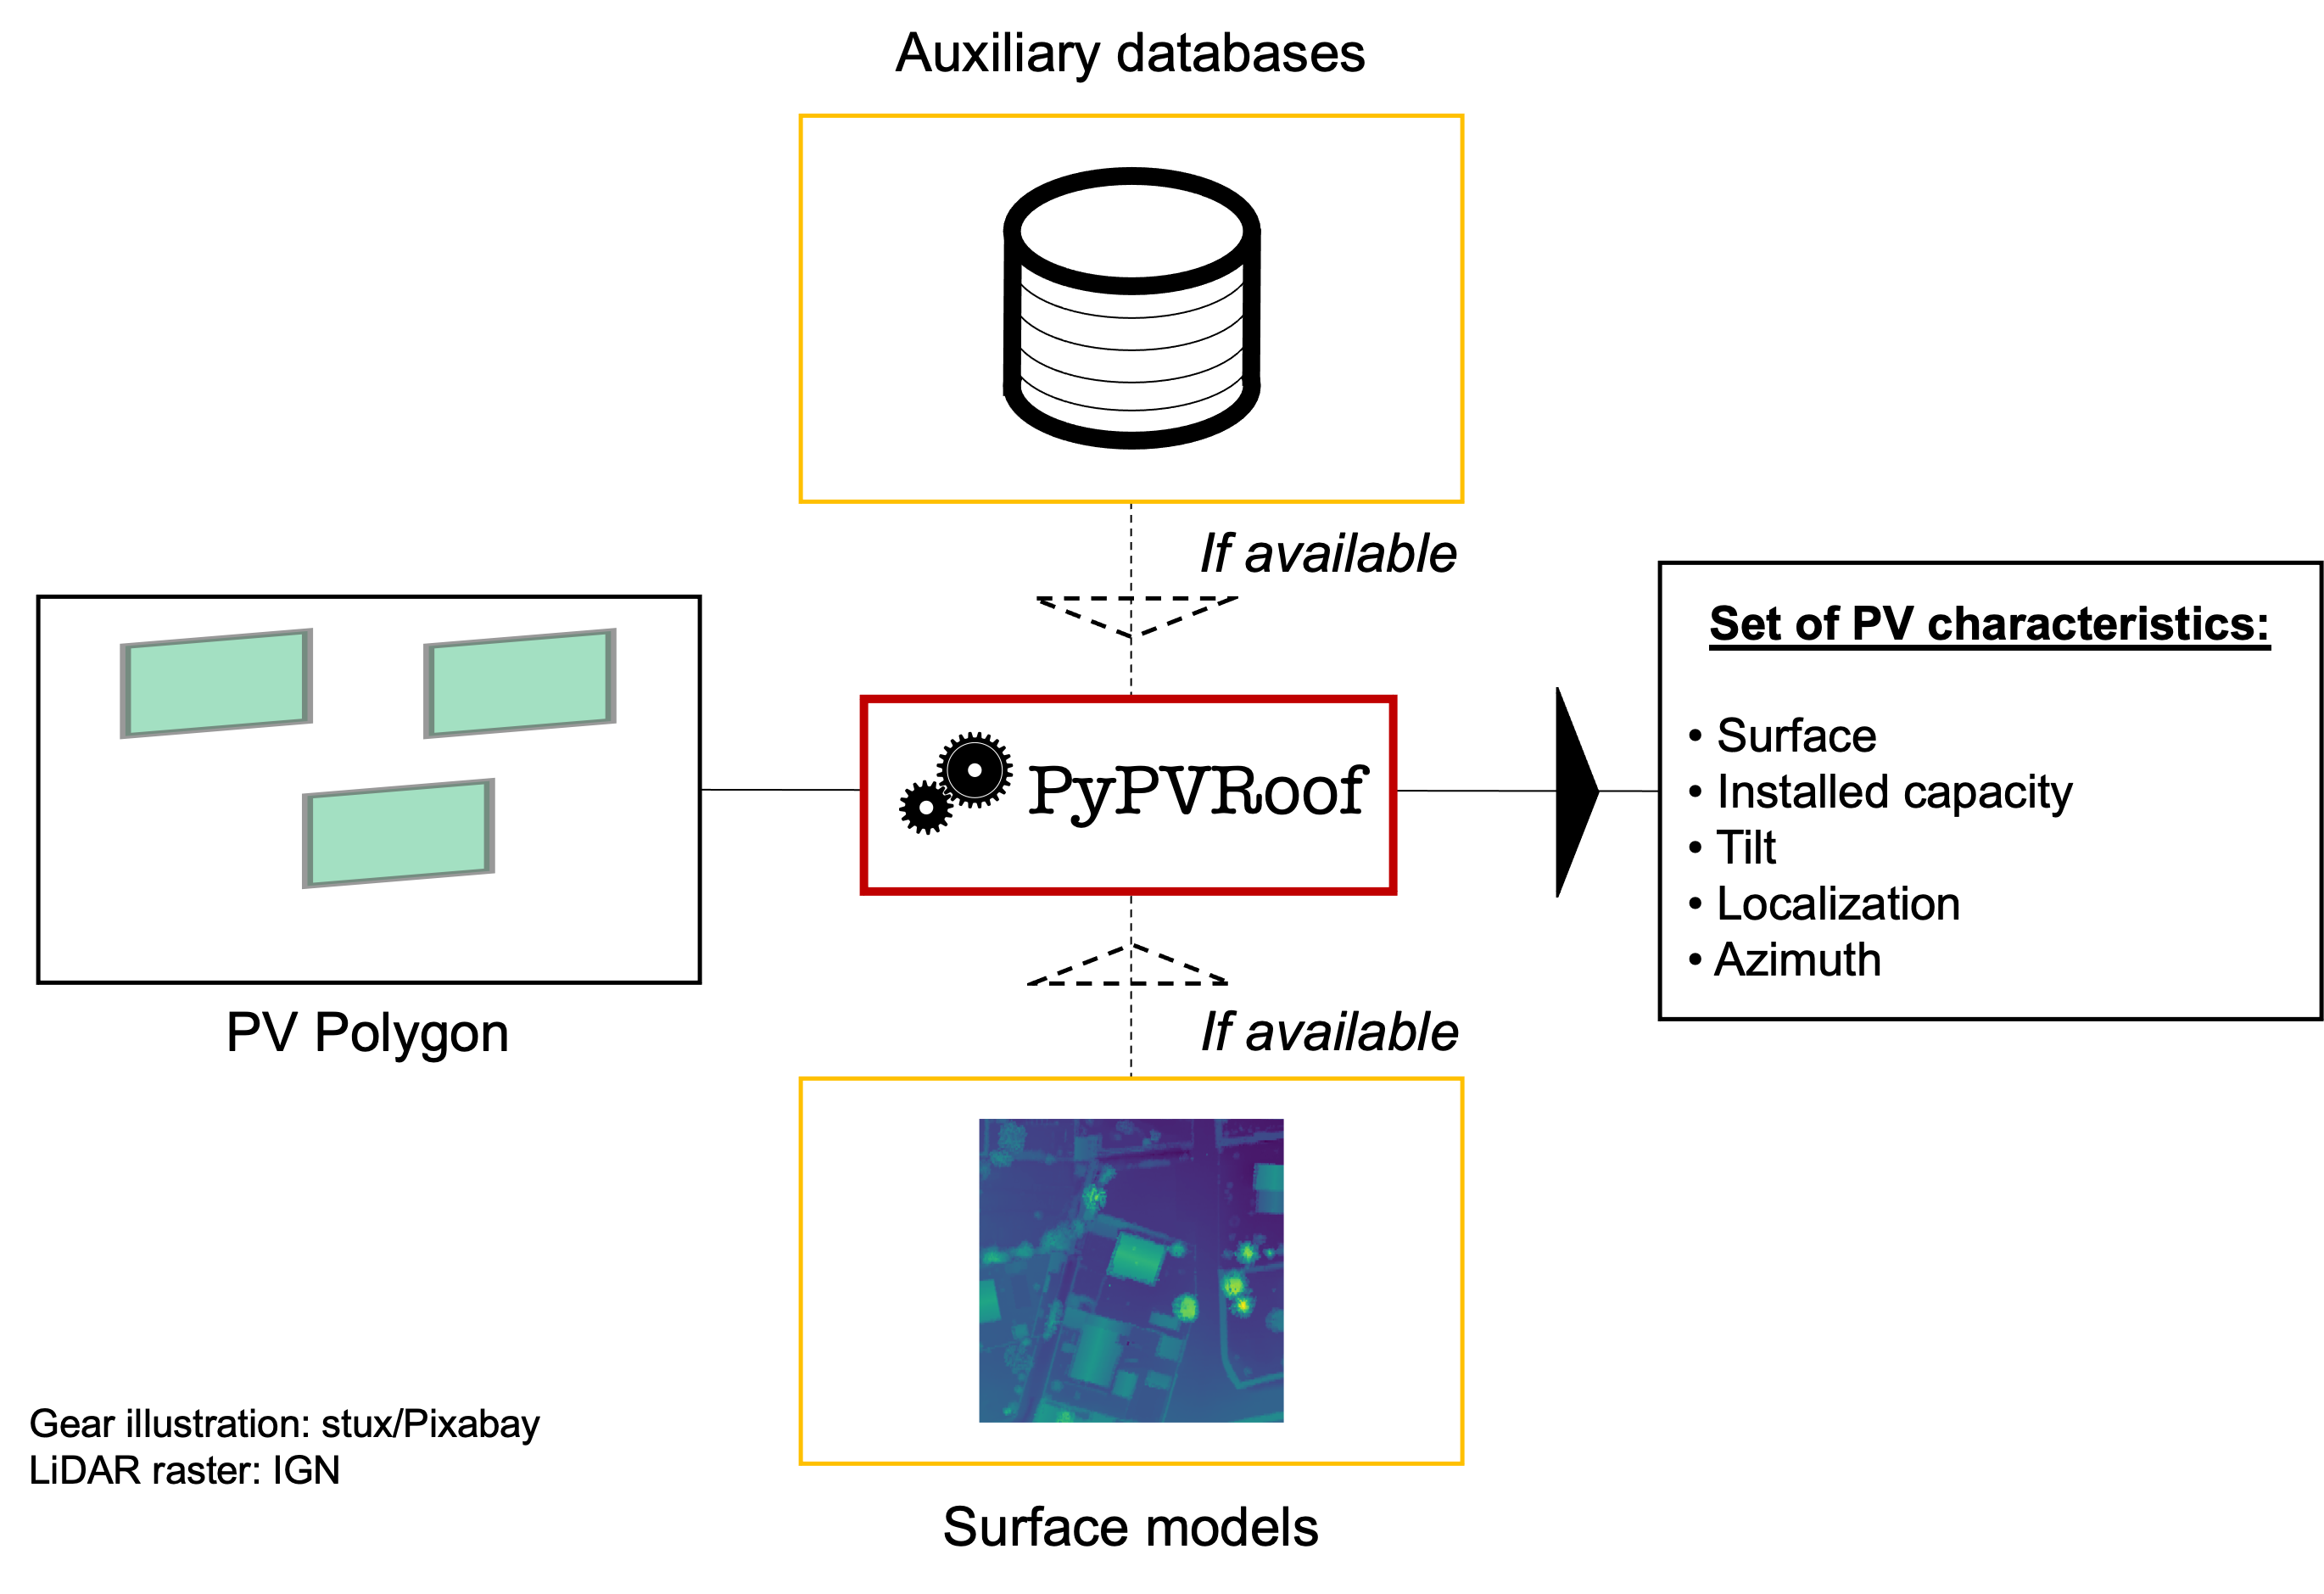 Auxiliary databases
If available
Set of PV characteristics:
• Surface
• Installed capacity
• Tilt
• Localization
• Azimuth
PyPVRoof
PV Polygon
If available
Surface models
Gear illustration: stux/Pixabay
LiDAR raster: IGN